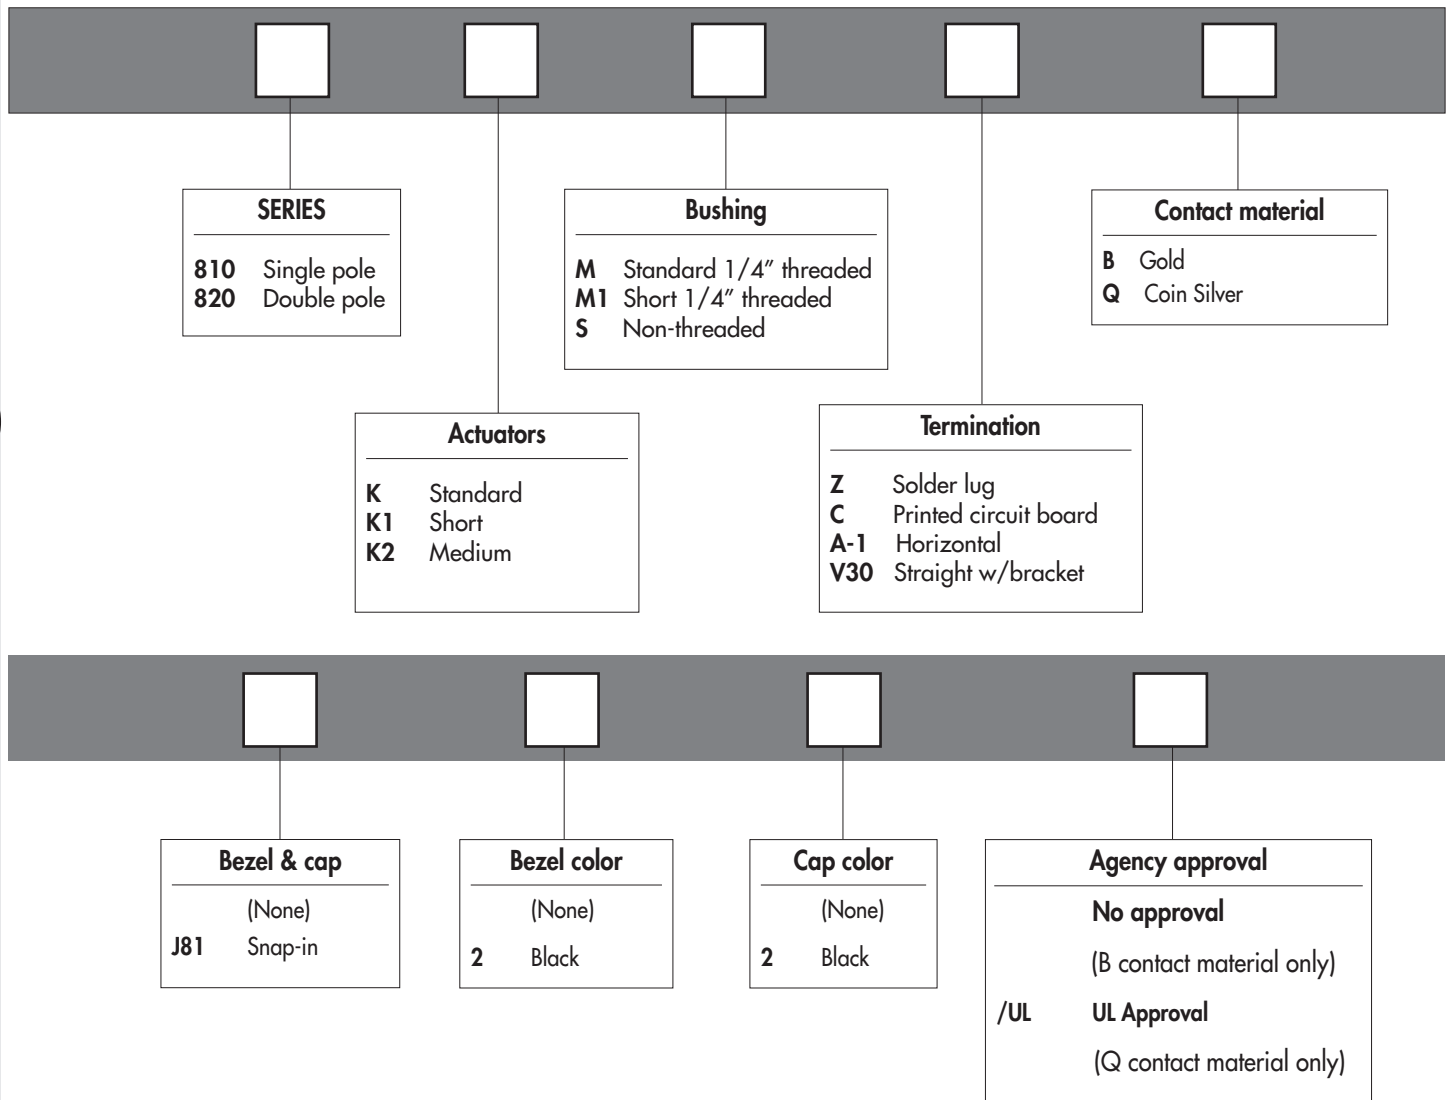 SERIES
810 Single pole
820 Double pole
Bushing
M Standard 1/4" threaded
M1 Short 1/4" threaded
S Non-threaded
Contact material
B Gold
Q Coin Silver
Actuators
K Standard
K1 Short
K2 Medium
Termination
Z Solder lug
C Printed circuit board
A-1 Horizontal
V30 Straight w/bracket
Bezel & cap
(None)
J81 Snap-in
Bezel color
(None)
2 Black
Cap color
(None)
2 Black
Agency approval
No approval
(B contact material only)
/UL UL Approval
(Q contact material only)